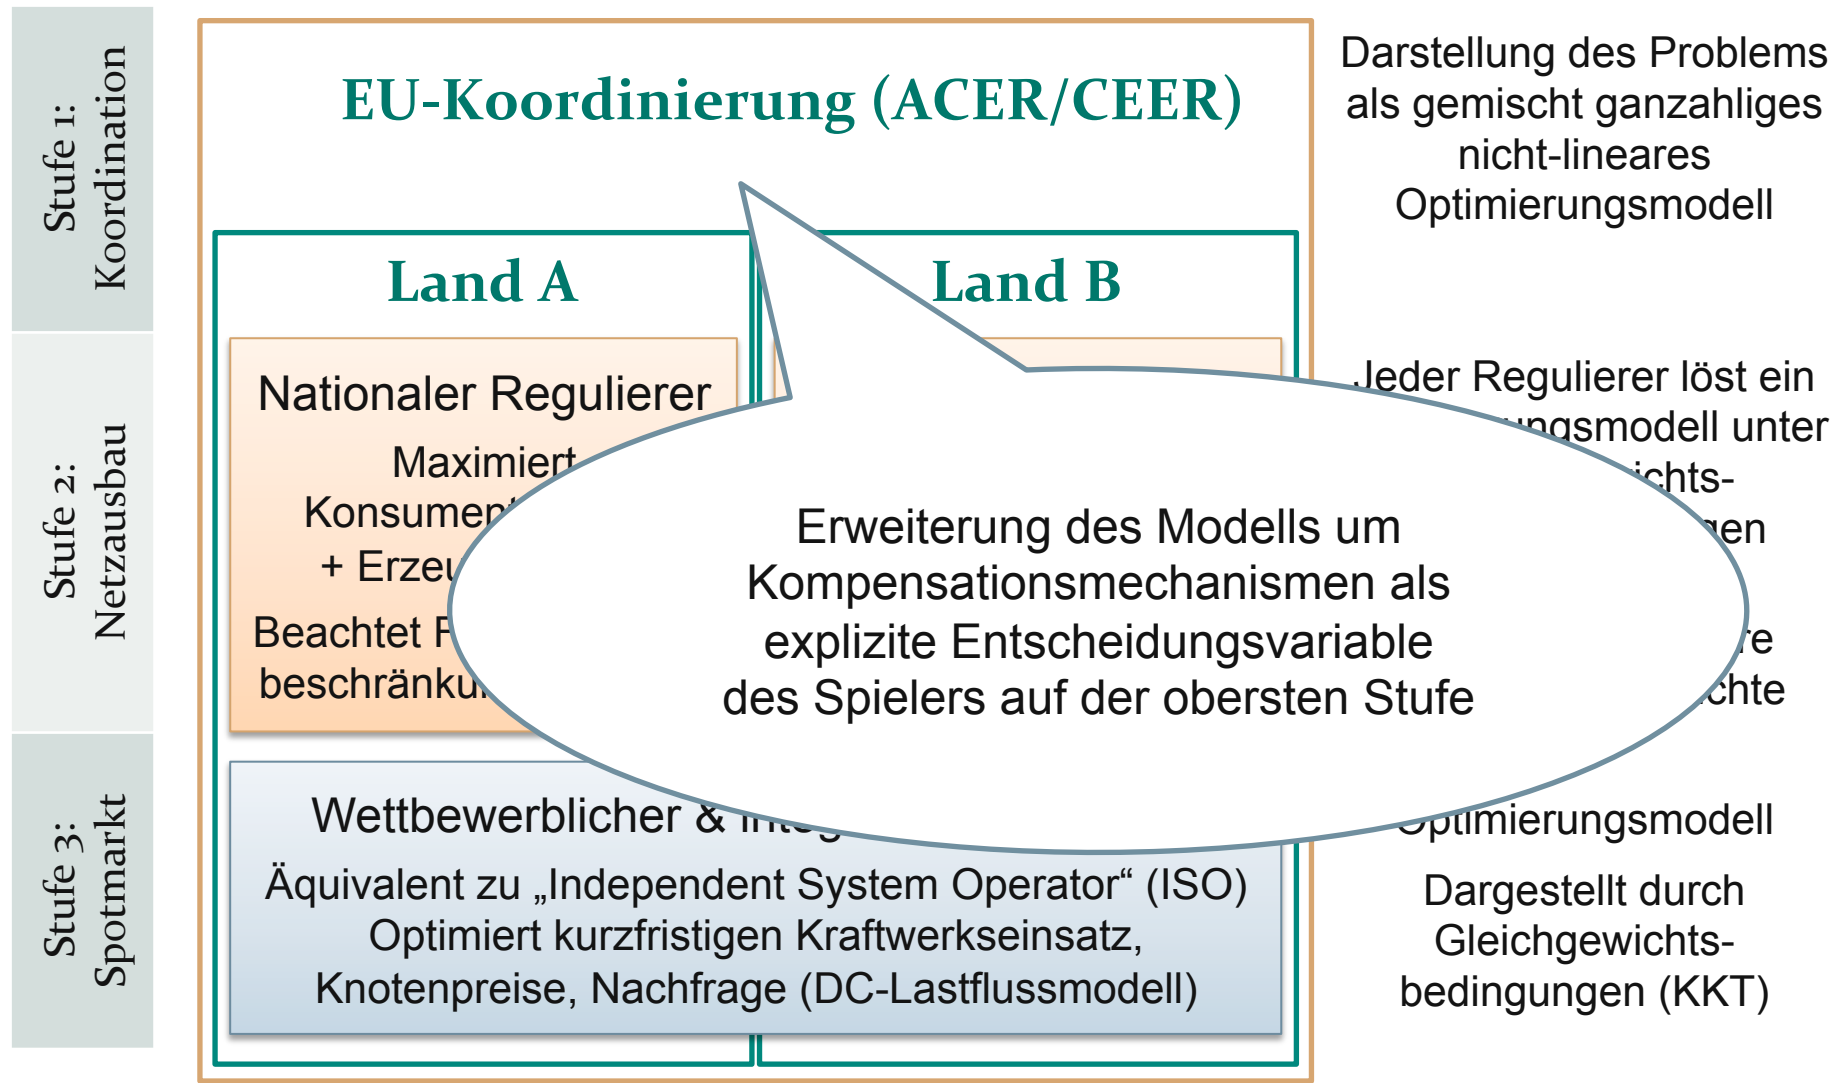 Stufe 1:
Koordination
EU-Koordinierung (ACER/CEER)
Darstellung des Problems
als gemischt ganzahliges
nicht-lineares
Optimierungsmodell
Land A
Land B
Stufe 2:
Netzausbau
Nationaler Regulierer
Maximiert
+
Beachtet
Jeder Regulierer löst ein
unter
Erweiterung des Modells um
Kompensationsmechanismen als
explizite Entscheidungsvariable
des Spielers auf der obersten Stufe
Stufe 3:
Spotmarkt
Wettbewerblicher &
Äquivalent zu „Independent System Operator“ (ISO)
Optimiert kurzfristigen Kraftwerkseinsatz,
Knotenpreise, Nachfrage (DC-Lastflussmodell)
Optimierungsmodell
Dargestellt durch
Gleichgewichts-
bedingungen (KKT)